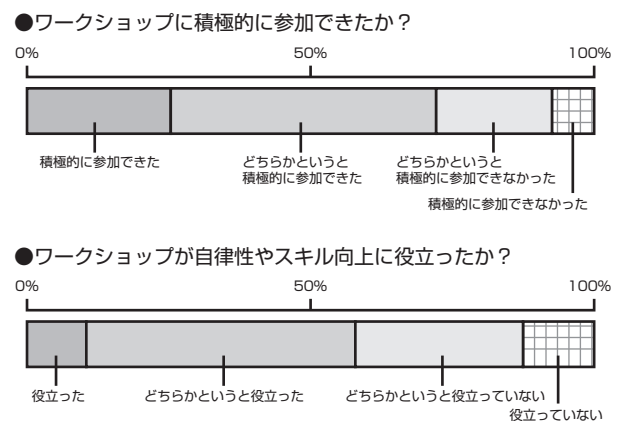 ●ワークショップに積極的に参加できたか？
0% 50% 100%
積極的に参加できた
どちらかというと
積極的に参加できた
どちらかというと
積極的に参加できなかった
積極的に参加できなかった
●ワークショップが自律性やスキル向上に役立ったか？
0% 50% 100%
役立った
どちらかというと役立った
どちらかというと役立っていない
役立っていない